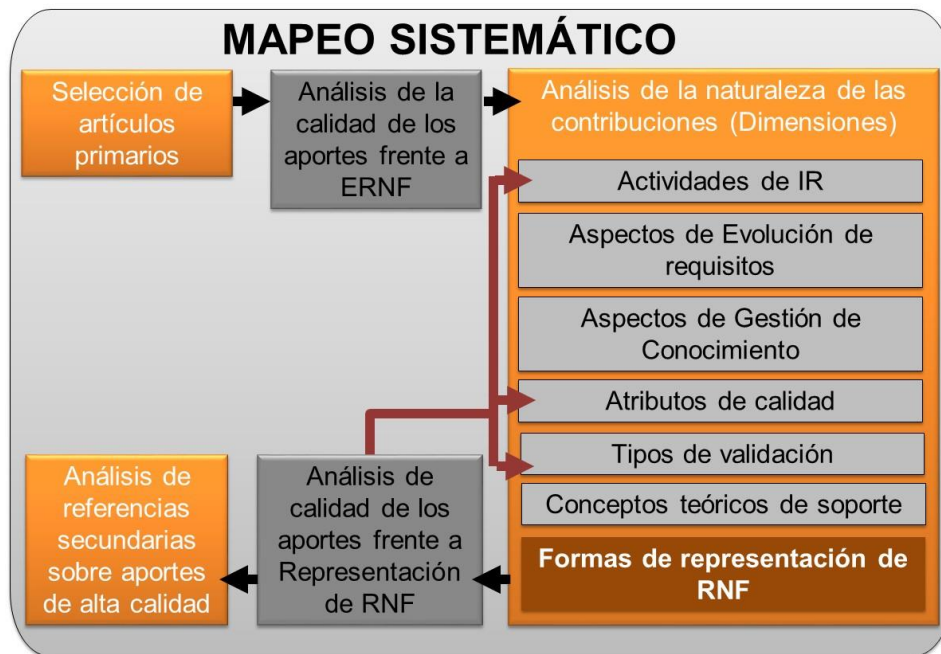 MAPEO SISTEMÁTICO
Selección de
artículos
primarios
Análisis de la
calidad de los
aportes frente a
ERNF
Análisis de la naturaleza de las
contribuciones (Dimensiones)
Actividades de IR
Aspectos de Evolución de
requisitos
Aspectos de Gestión de
Conocimiento
Atributos de calidad
Tipos de validación
Conceptos teóricos de soporte
Formas de representación de
RNF
Análisis de
calidad de los
aportes frente a
Representación
de RNF
Análisis de
referencias
secundarias
sobre aportes
de alta calidad